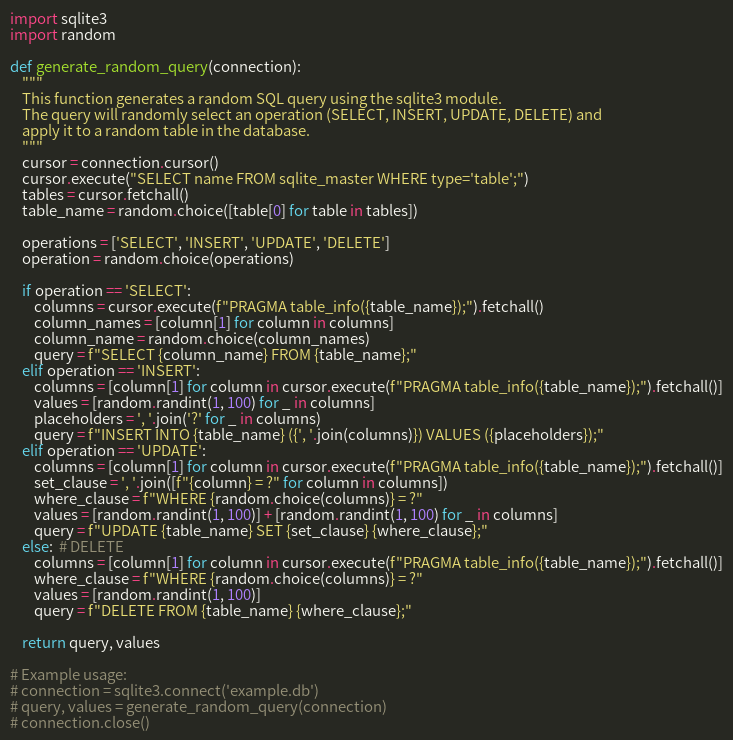 import sqlite3
import random

def generate_random_query(connection):
    """
    This function generates a random SQL query using the sqlite3 module.
    The query will randomly select an operation (SELECT, INSERT, UPDATE, DELETE) and
    apply it to a random table in the database.
    """
    cursor = connection.cursor()
    cursor.execute("SELECT name FROM sqlite_master WHERE type='table';")
    tables = cursor.fetchall()
    table_name = random.choice([table[0] for table in tables])

    operations = ['SELECT', 'INSERT', 'UPDATE', 'DELETE']
    operation = random.choice(operations)

    if operation == 'SELECT':
        columns = cursor.execute(f"PRAGMA table_info({table_name});").fetchall()
        column_names = [column[1] for column in columns]
        column_name = random.choice(column_names)
        query = f"SELECT {column_name} FROM {table_name};"
    elif operation == 'INSERT':
        columns = [column[1] for column in cursor.execute(f"PRAGMA table_info({table_name});").fetchall()]
        values = [random.randint(1, 100) for _ in columns]
        placeholders = ', '.join('?' for _ in columns)
        query = f"INSERT INTO {table_name} ({', '.join(columns)}) VALUES ({placeholders});"
    elif operation == 'UPDATE':
        columns = [column[1] for column in cursor.execute(f"PRAGMA table_info({table_name});").fetchall()]
        set_clause = ', '.join([f"{column} = ?" for column in columns])
        where_clause = f"WHERE {random.choice(columns)} = ?"
        values = [random.randint(1, 100)] + [random.randint(1, 100) for _ in columns]
        query = f"UPDATE {table_name} SET {set_clause} {where_clause};"
    else:  # DELETE
        columns = [column[1] for column in cursor.execute(f"PRAGMA table_info({table_name});").fetchall()]
        where_clause = f"WHERE {random.choice(columns)} = ?"
        values = [random.randint(1, 100)]
        query = f"DELETE FROM {table_name} {where_clause};"

    return query, values

# Example usage:
# connection = sqlite3.connect('example.db')
# query, values = generate_random_query(connection)
# connection.close()